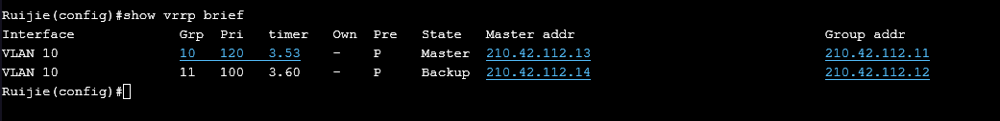 Ruijie(config)#show vrrp brief
Interface Grp Pri timer Own Pre State Master addr Group addr
VLAN 10 10 120 3.53 - P Master 210.42.112.13 210.42.112.11
VLAN 10 11 100 3.60 - P Backup 210.42.112.14 210.42.112.12
Ruijie(config)#